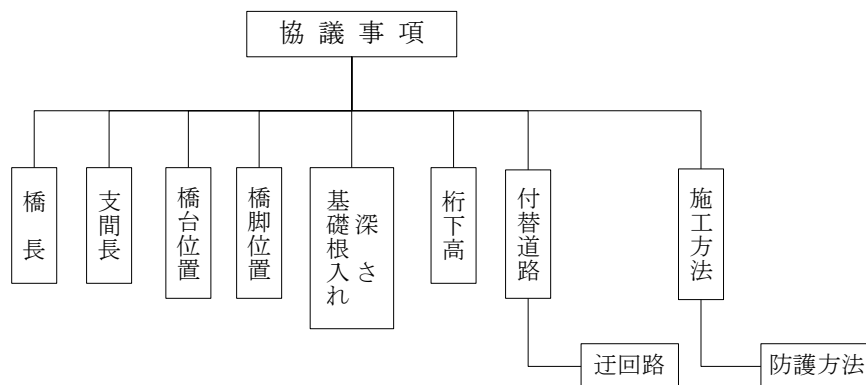 協議事項
橋長
支間長
橋台位置
橋脚位置
基礎根入れ
深さ
桁下高
付替道路
施工方法
迂回路
防護方法